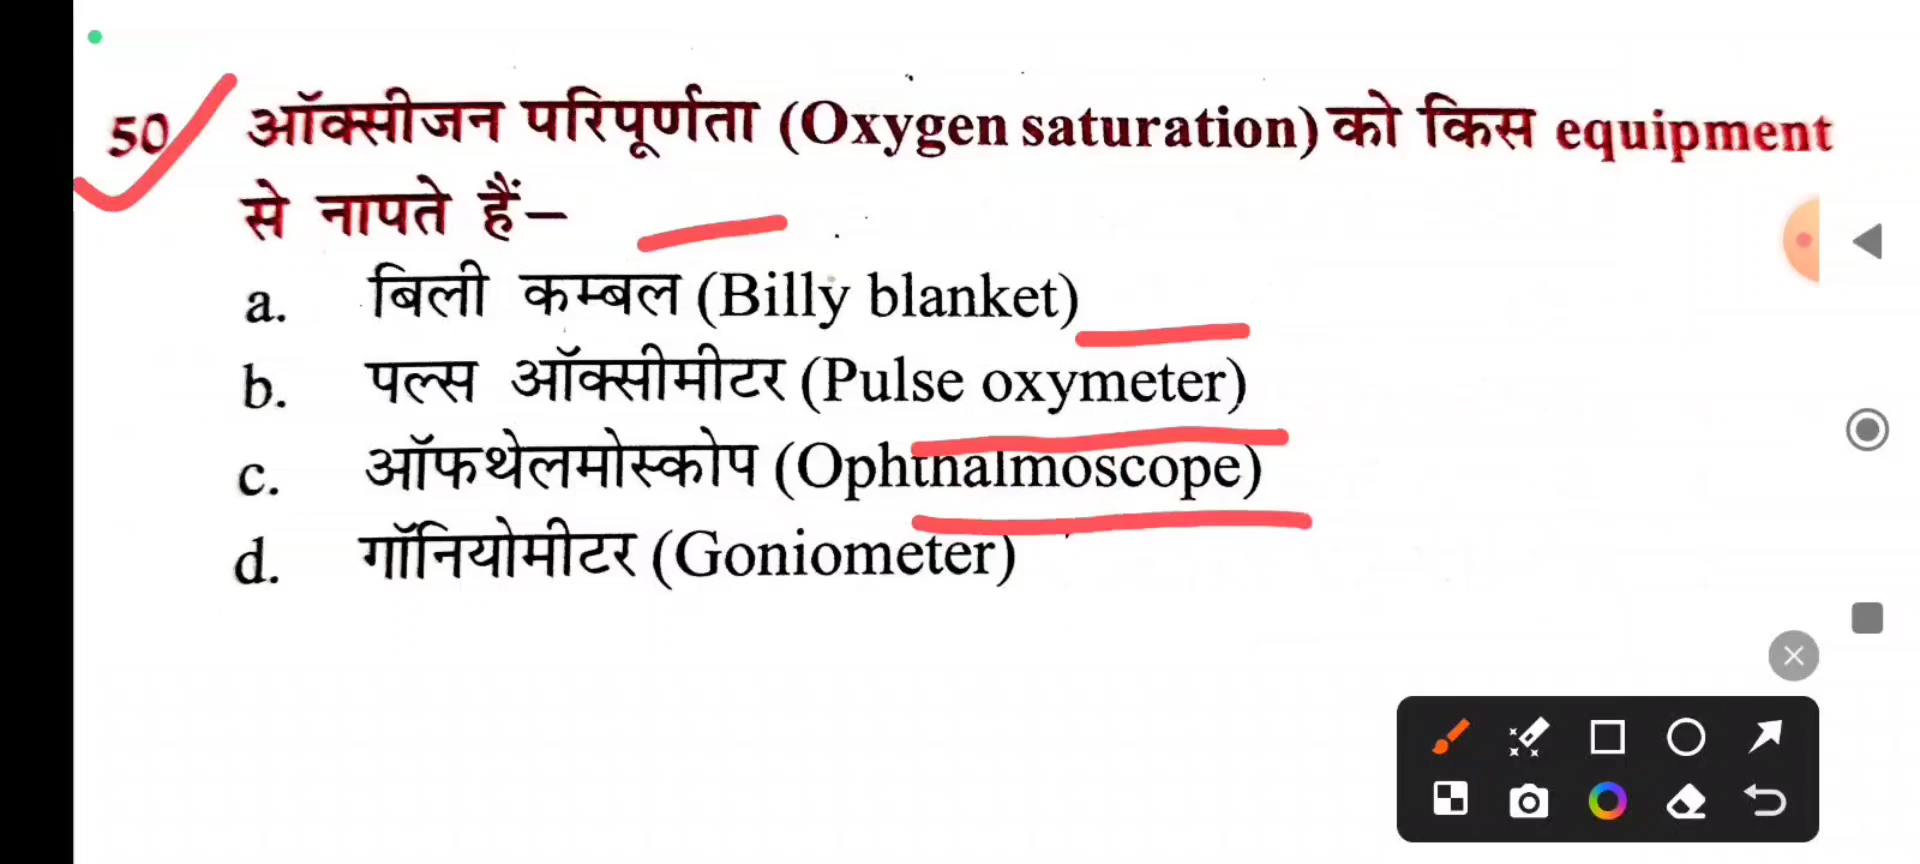 50 ऑक्सीजन परिपूर्णता (Oxygen saturation) को किस equipment
से नापते हैं–
a. बिली कम्बल (Billy blanket)
b. पल्स ऑक्सीमीटर (Pulse oxymeter)
c. ऑफथेलमोस्कोप (Ophthalmoscope)
d. गॉनियोमीटर (Goniometer)